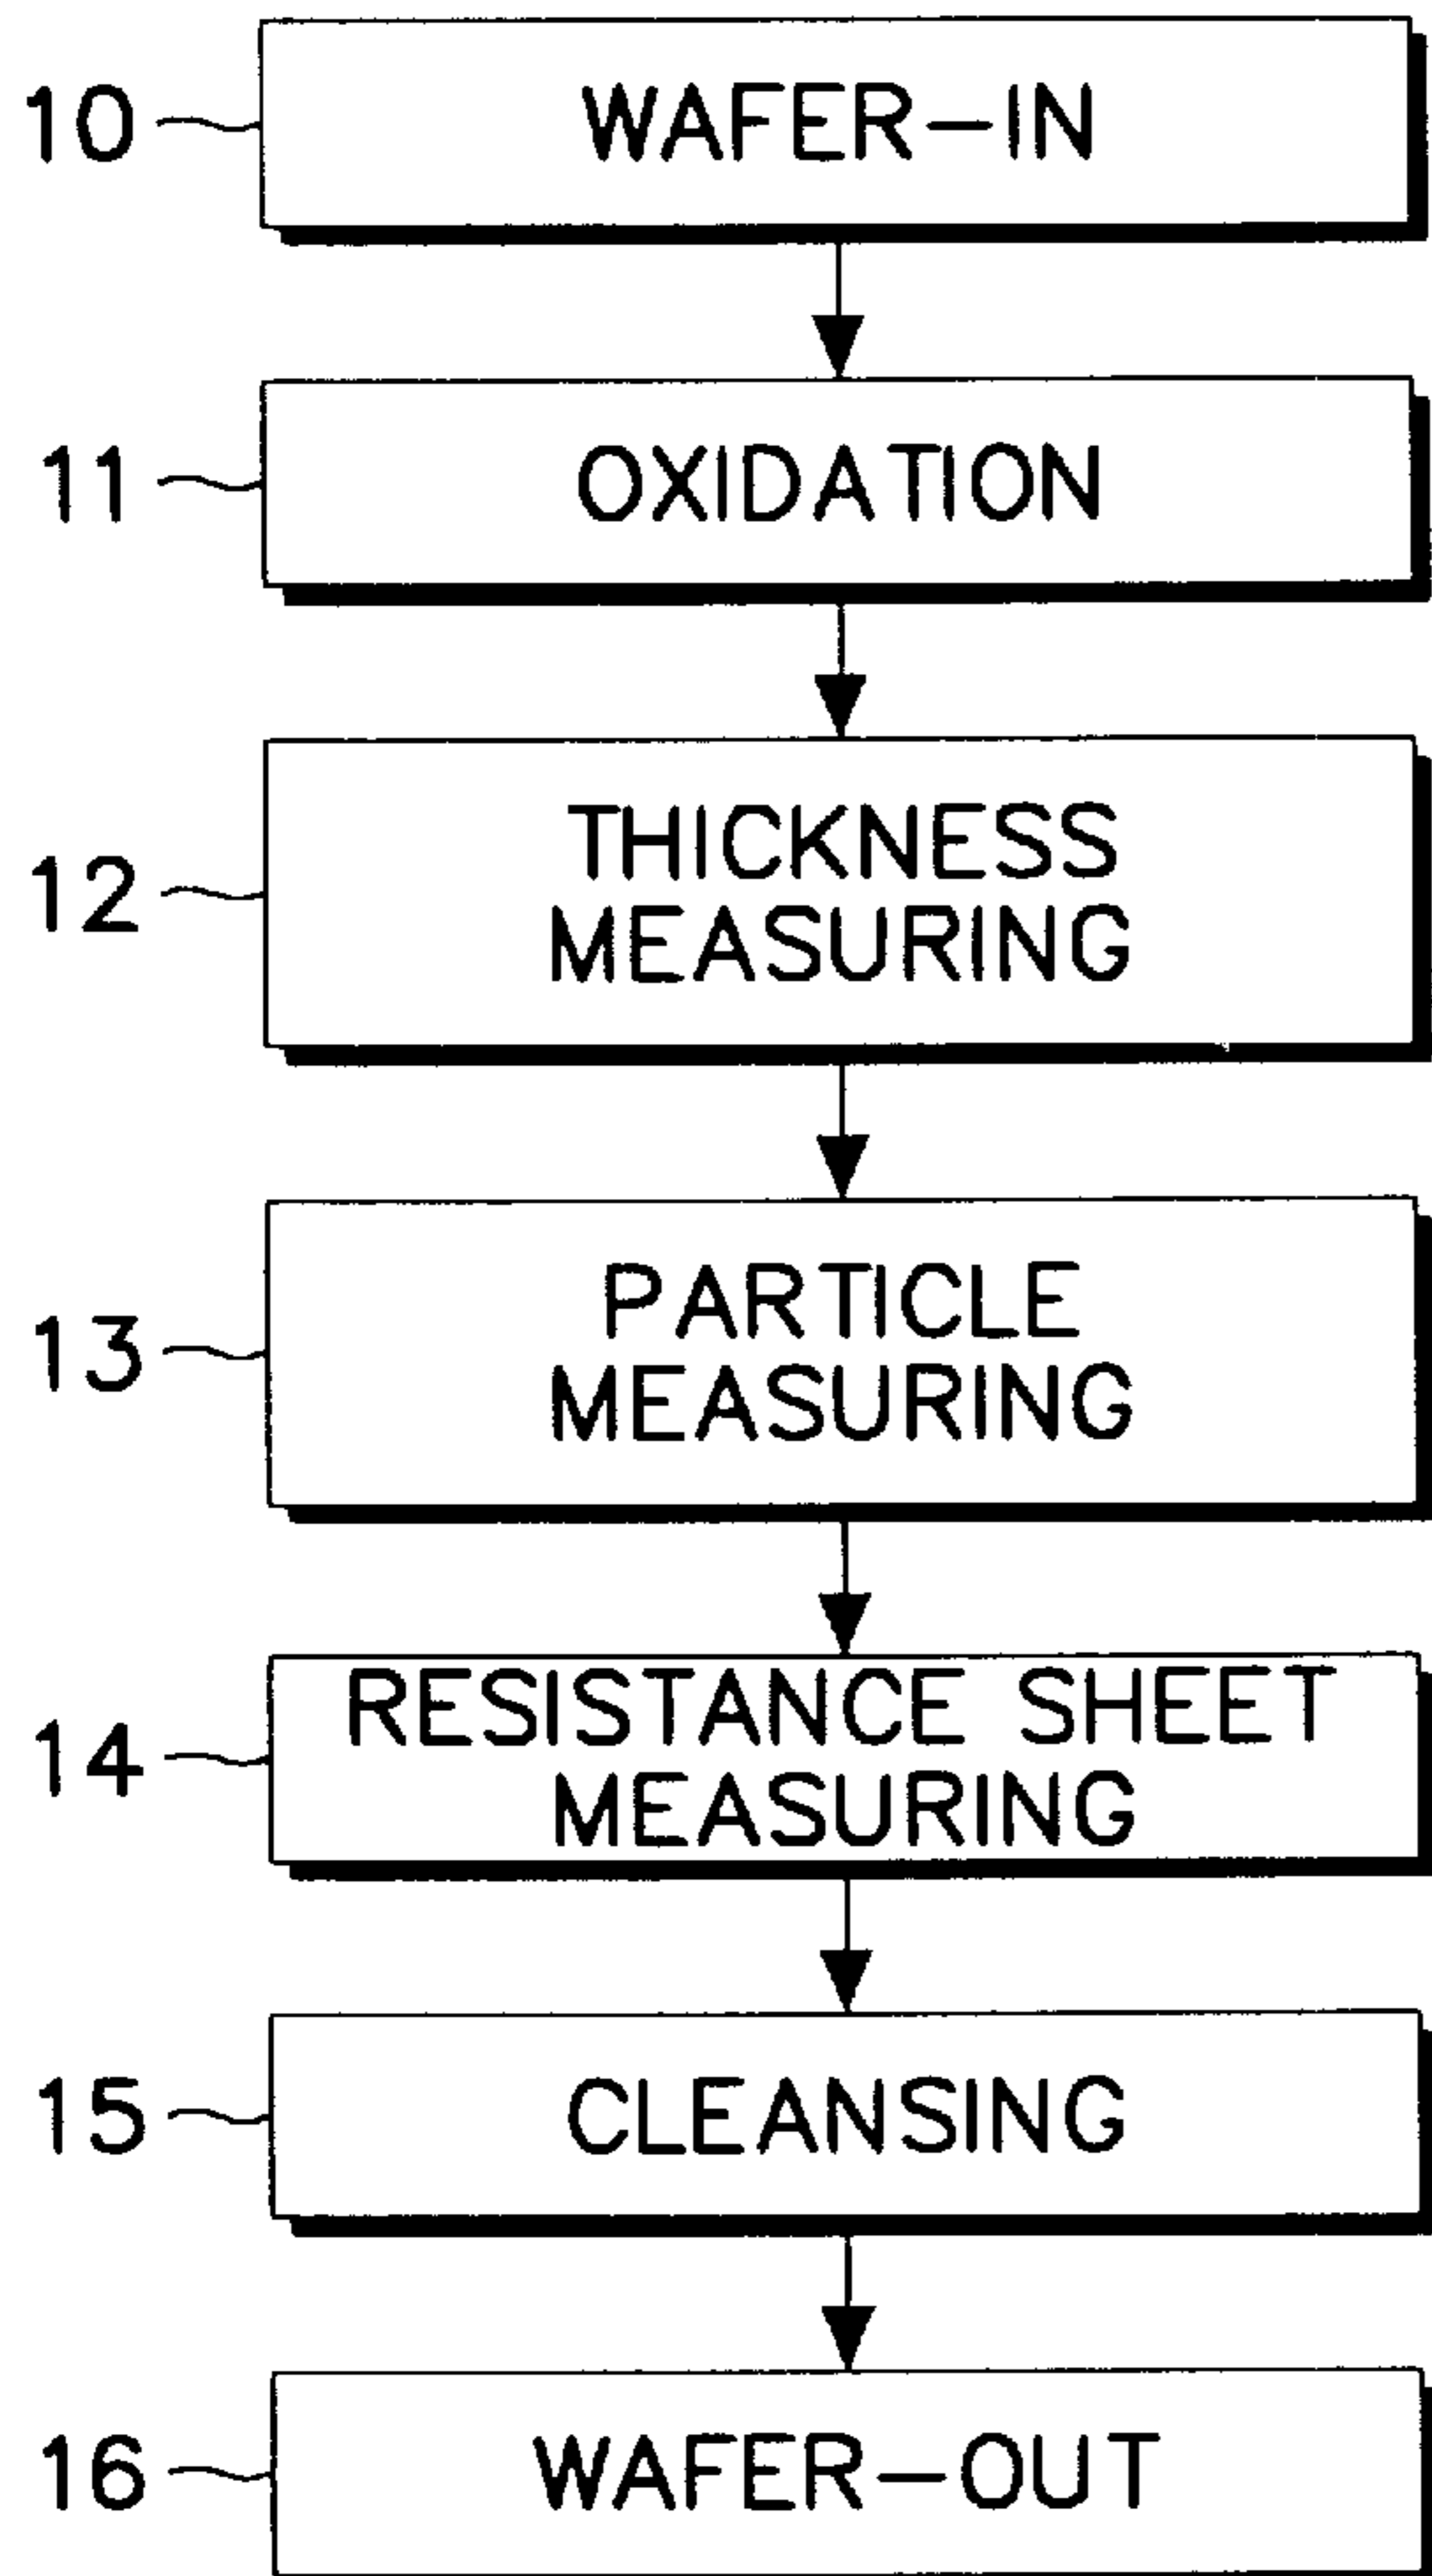 10 WAFER-IN
11 OXIDATION
12 THICKNESS
MEASURING
13 PARTICLE
MEASURING
14 RESISTANCE SHEET
MEASURING
15 CLEANSING
16 WAFER-OUT